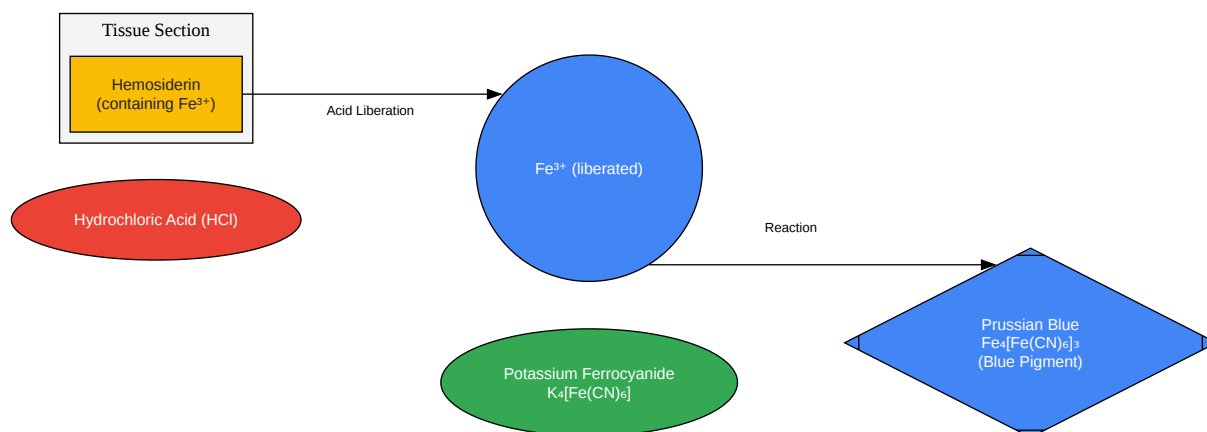 Tissue Section
Hemosiderin
(containing Fe³⁺)
Acid Liberation
Fe³⁺ (liberated)
Hydrochloric Acid (HCl)
Reaction
Prussian Blue
Fe₄[Fe(CN)₆]₃
(Blue Pigment)
Potassium Ferrocyanide
K₄[Fe(CN)₆]